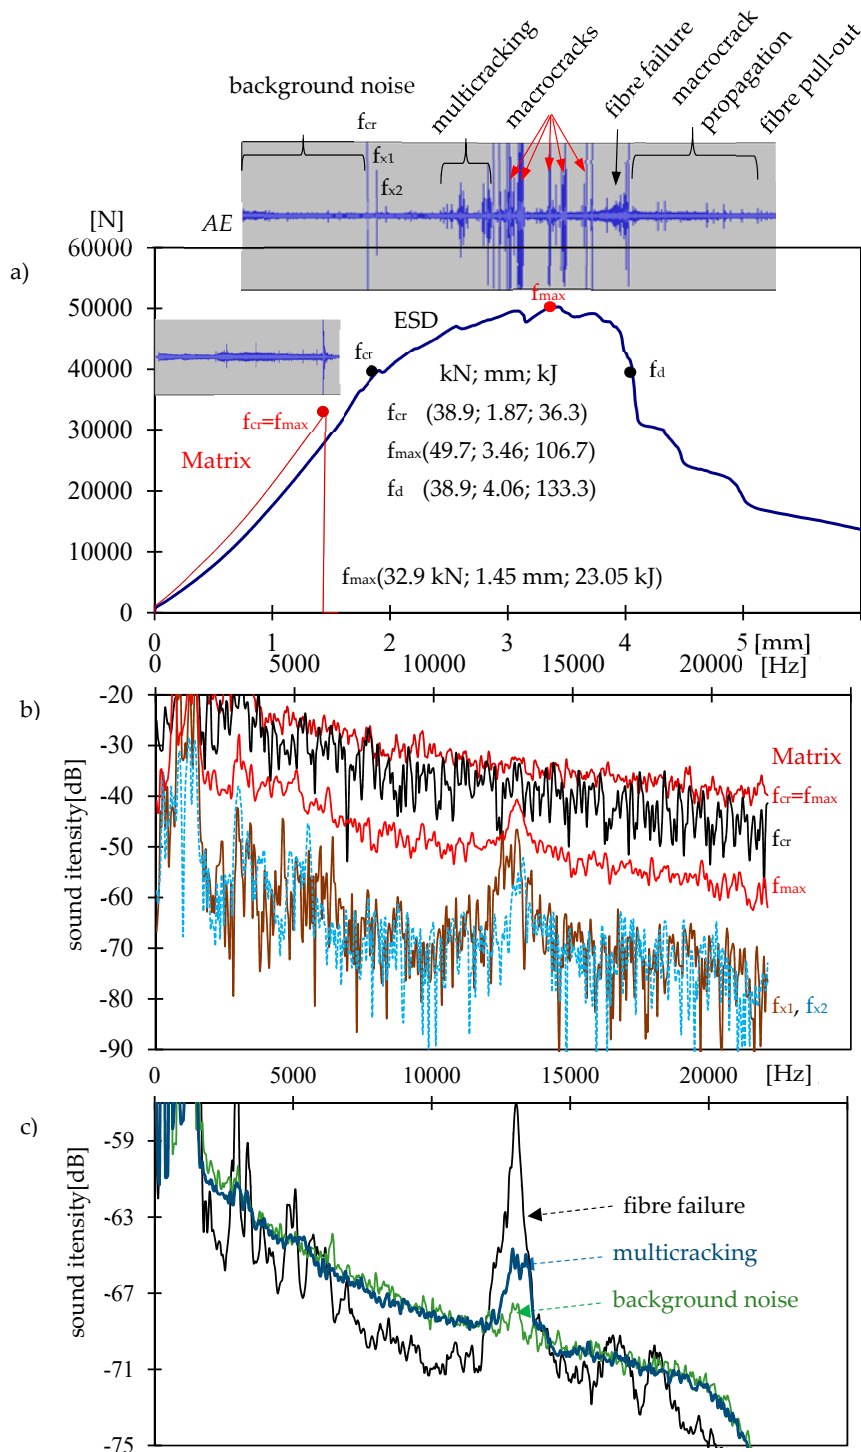 background noise
multicracking
macrocracks
fibre failure
macrocrack
propagation
fibre pull-out
fcr
fx1
fx2
AE
[N]
a)
60000
50000
40000
30000
20000
10000
0
fmax
ESD
fcr
fd
kN; mm; kJ
fcr (38.9; 1.87; 36.3)
fmax(49.7; 3.46; 106.7)
fd (38.9; 4.06; 133.3)
fcr=fmax
Matrix
fmax(32.9 kN; 1.45 mm; 23.05 kJ)
0 1 2 3 4 5 [mm]
0 5000 10000 15000 20000 [Hz]
b)
sound itensity[dB]
-20
-30
-40
-50
-60
-70
-80
-90
Matrix
fcr=fmax
fcr
fmax
fx1, fx2
0 5000 10000 15000 20000 [Hz]
c)
sound itensity[dB]
-59
-63
-67
-71
-75
fibre failure
multicracking
background noise